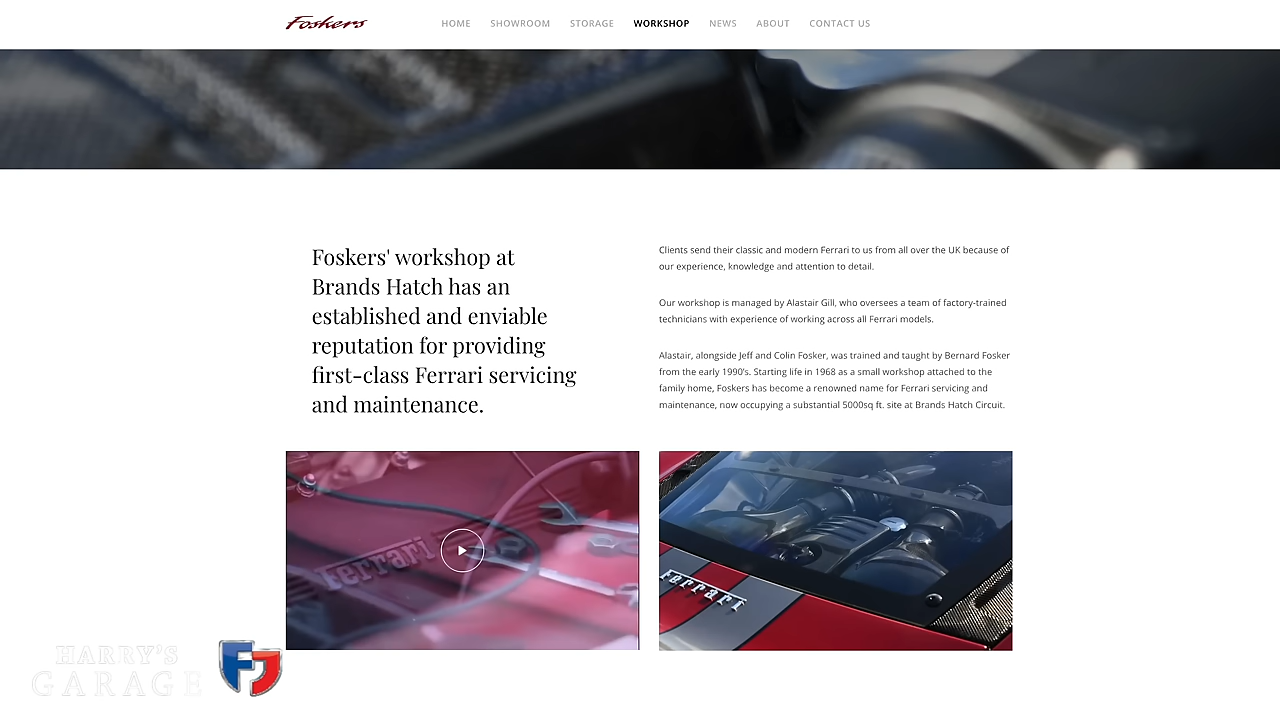 Foskers
HOME SHOWROOM STORAGE WORKSHOP NEWS ABOUT CONTACT US
Foskers' workshop at
Brands Hatch has an
established and enviable
reputation for providing
first-class Ferrari servicing
and maintenance.
Clients send their classic and modern Ferrari to us from all over the UK because of
our experience, knowledge and attention to detail.
Our workshop is managed by Alastair Gill, who oversees a team of factory-trained
technicians with experience of working across all Ferrari models.
Alastair, alongside Jeff and Colin Fosker, was trained and taught by Bernard Fosker
from the early 1990's. Starting life in 1968 as a small workshop attached to the
family home, Foskers has become a renowned name for Ferrari servicing and
maintenance, now occupying a substantial 5000sq ft. site at Brands Hatch Circuit.
Ferrari
Ferrari
HARRY'S
GARAGE